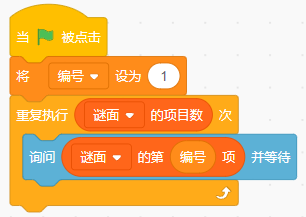 当 被点击
将 编号 设为 1
重复执行 谜面 的项目数 次
询问 谜面 的第 编号 项 并等待